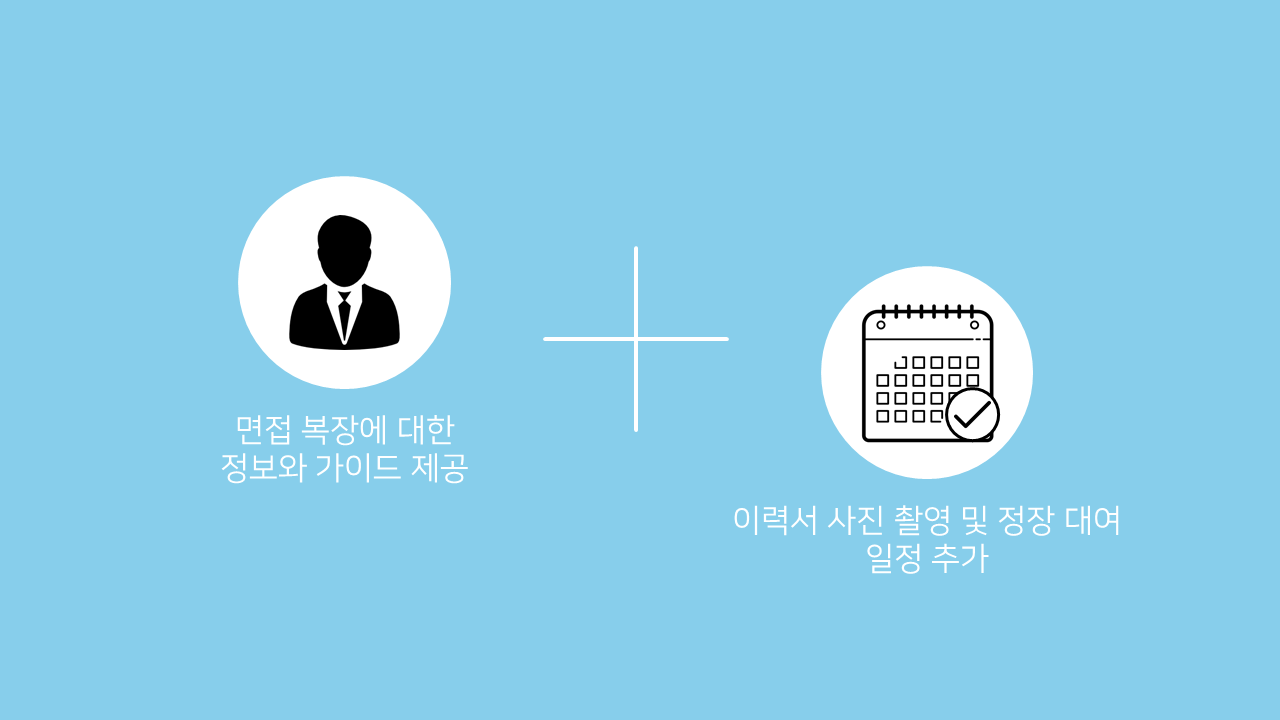 면접 복장에 대한
정보와 가이드 제공
이력서 사진 촬영 및 정장 대여
일정 추가